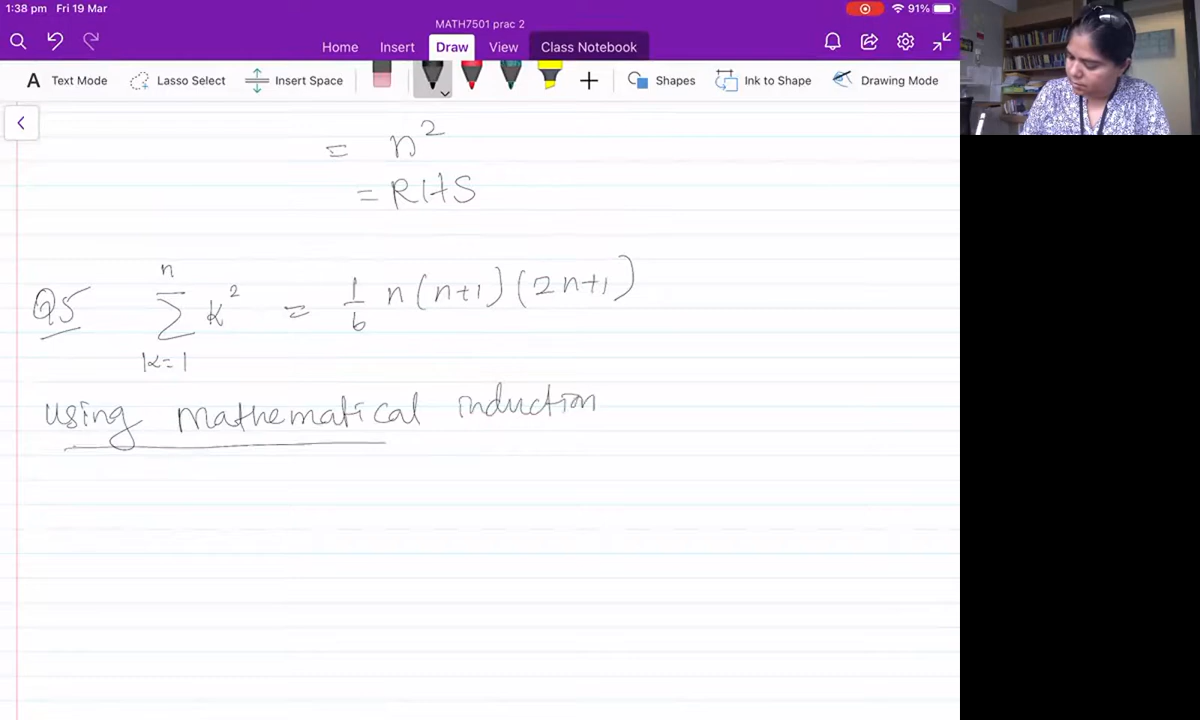 1:38 pm Fri 19 Mar
91%
MATH7501 prac 2
Home Insert Draw View Class Notebook
A Text Mode Lasso Select Insert Space Shapes Ink to Shape Drawing Mode
= n²
= RHS
Q5 \sum_{k=1}^{n} k² = \frac{1}{6} n(n+1)(2n+1)
using mathematical induction